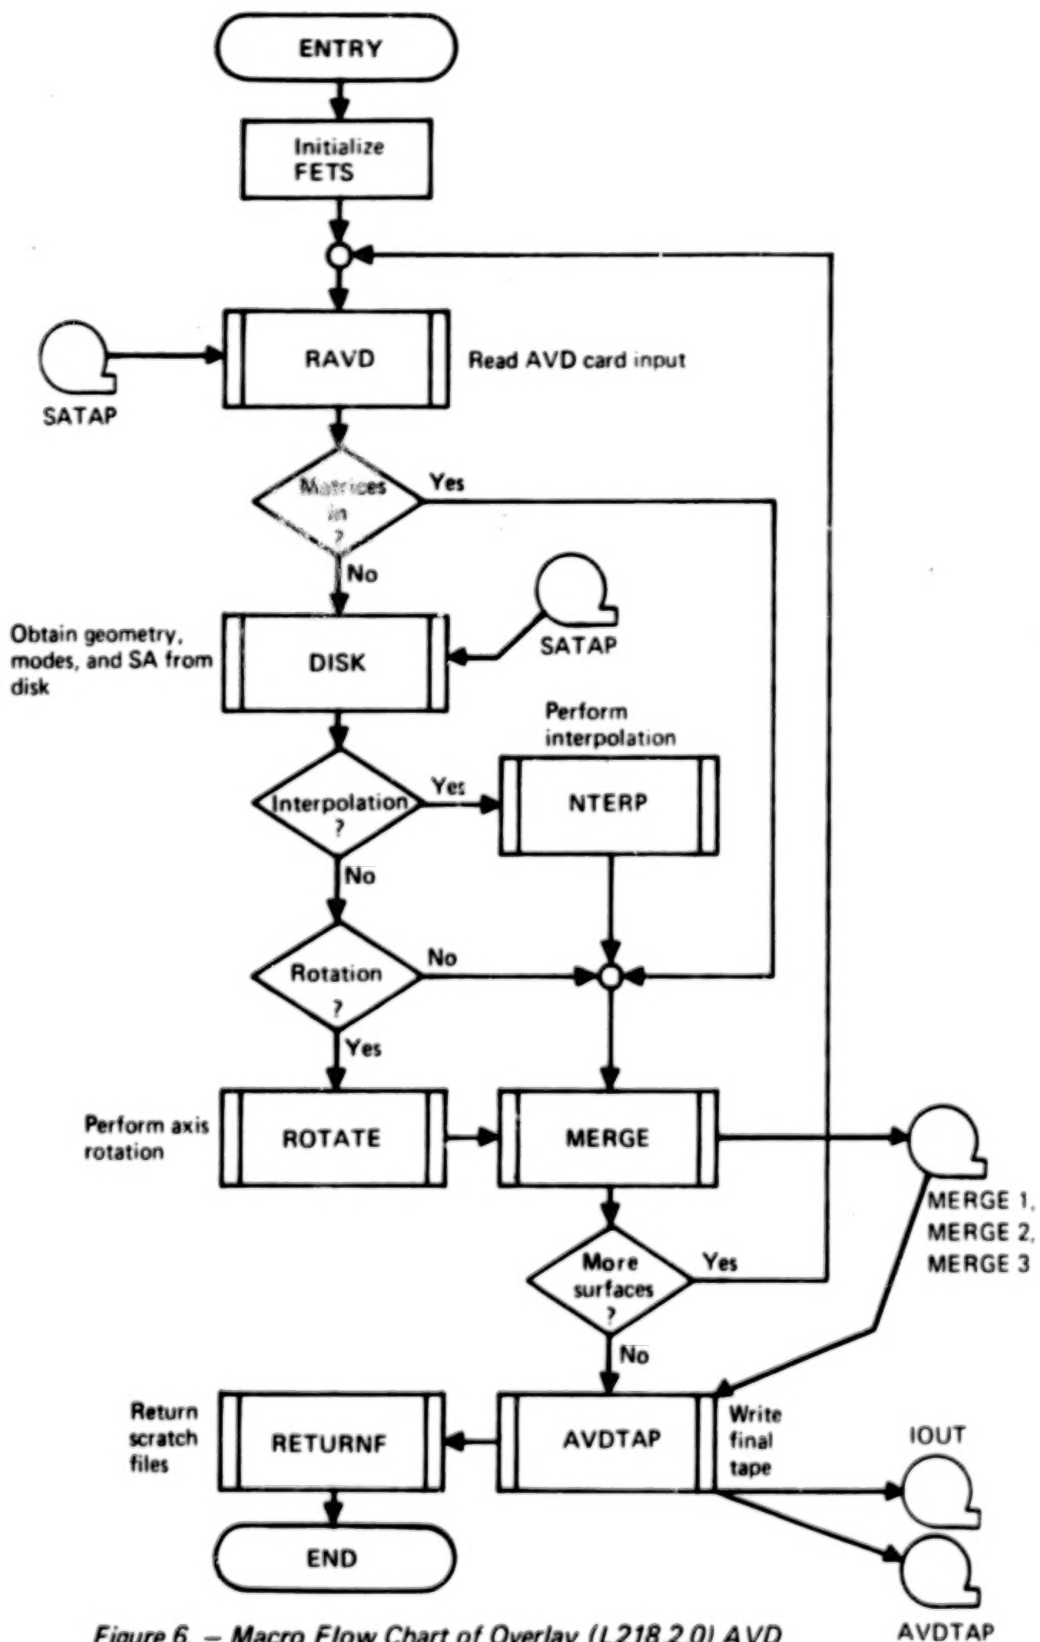 ENTRY
Initialize
FETS
RAVD
Read AVD card input
SATAP
Matrices
in
?
Yes
No
SATAP
Obtain geometry,
modes, and SA from
disk
DISK
Perform
interpolation
Interpolation
?
Yes
NTERP
No
Rotation
?
No
Yes
Perform axis
rotation
ROTATE
MERGE
MERGE 1,
MERGE 2,
MERGE 3
More
surfaces
?
Yes
No
Return
scratch
files
RETURNF
AVDTAP
Write
final
tape
IOUT
END
AVDTAP
Figure 6. – Macro Flow Chart of Overlay (L218,2,0) AVD